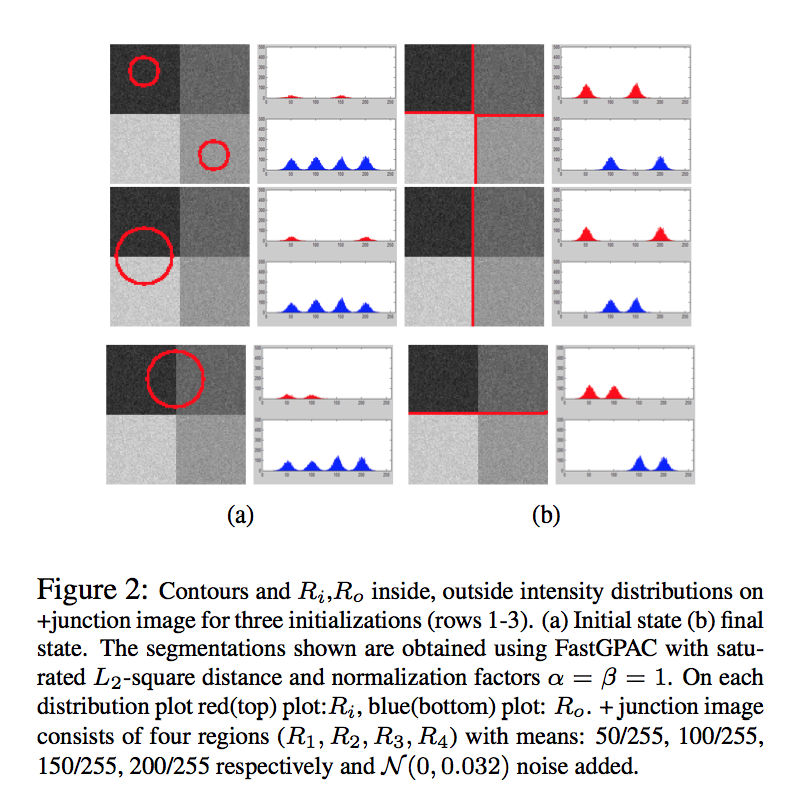 (a)
(b)
Figure 2: Contours and R_i,R_o inside, outside intensity distributions on
+junction image for three initializations (rows 1-3). (a) Initial state (b) final
state. The segmentations shown are obtained using FastGPAC with satu-
rated L_2-square distance and normalization factors α = β = 1. On each
distribution plot red(top) plot:R_i, blue(bottom) plot: R_o. +junction image
consists of four regions (R_1, R_2, R_3, R_4) with means: 50/255, 100/255,
150/255, 200/255 respectively and 𝒩(0, 0.032) noise added.